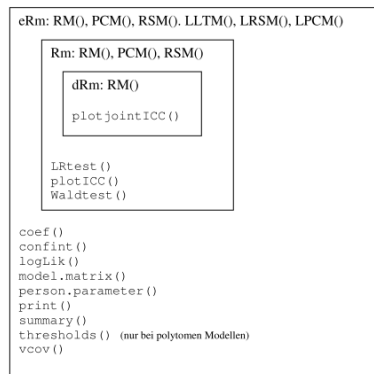 eRm: RM(), PCM(), RSM(). LLTM(), LRSM(), LPCM()
Rm: RM(), PCM(), RSM()
dRm: RM()
plotjointICC()
LRtest()
plotICC()
Waldtest()
coef()
confint()
logLik()
model.matrix()
person.parameter()
print()
summary()
thresholds() (nur bei polytomen Modellen)
vcov()